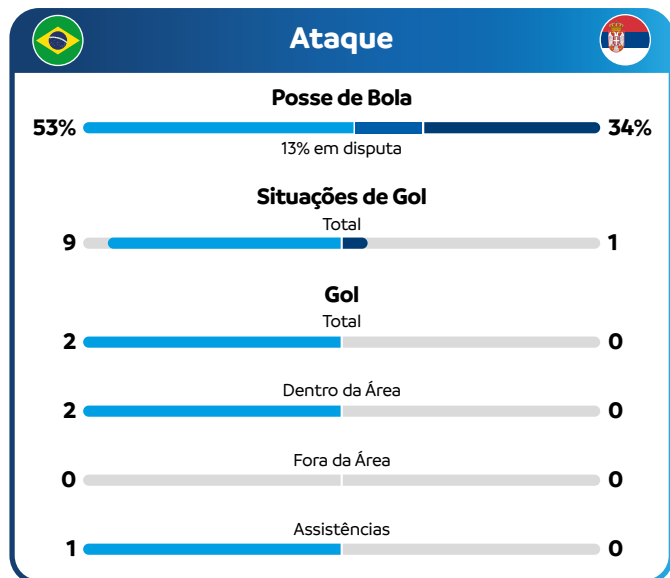 Ataque
Posse de Bola
53% 34%
13% em disputa
Situações de Gol
Total
9 1
Gol
Total
2 0
Dentro da Área
2 0
Fora da Área
0 0
Assistências
1 0